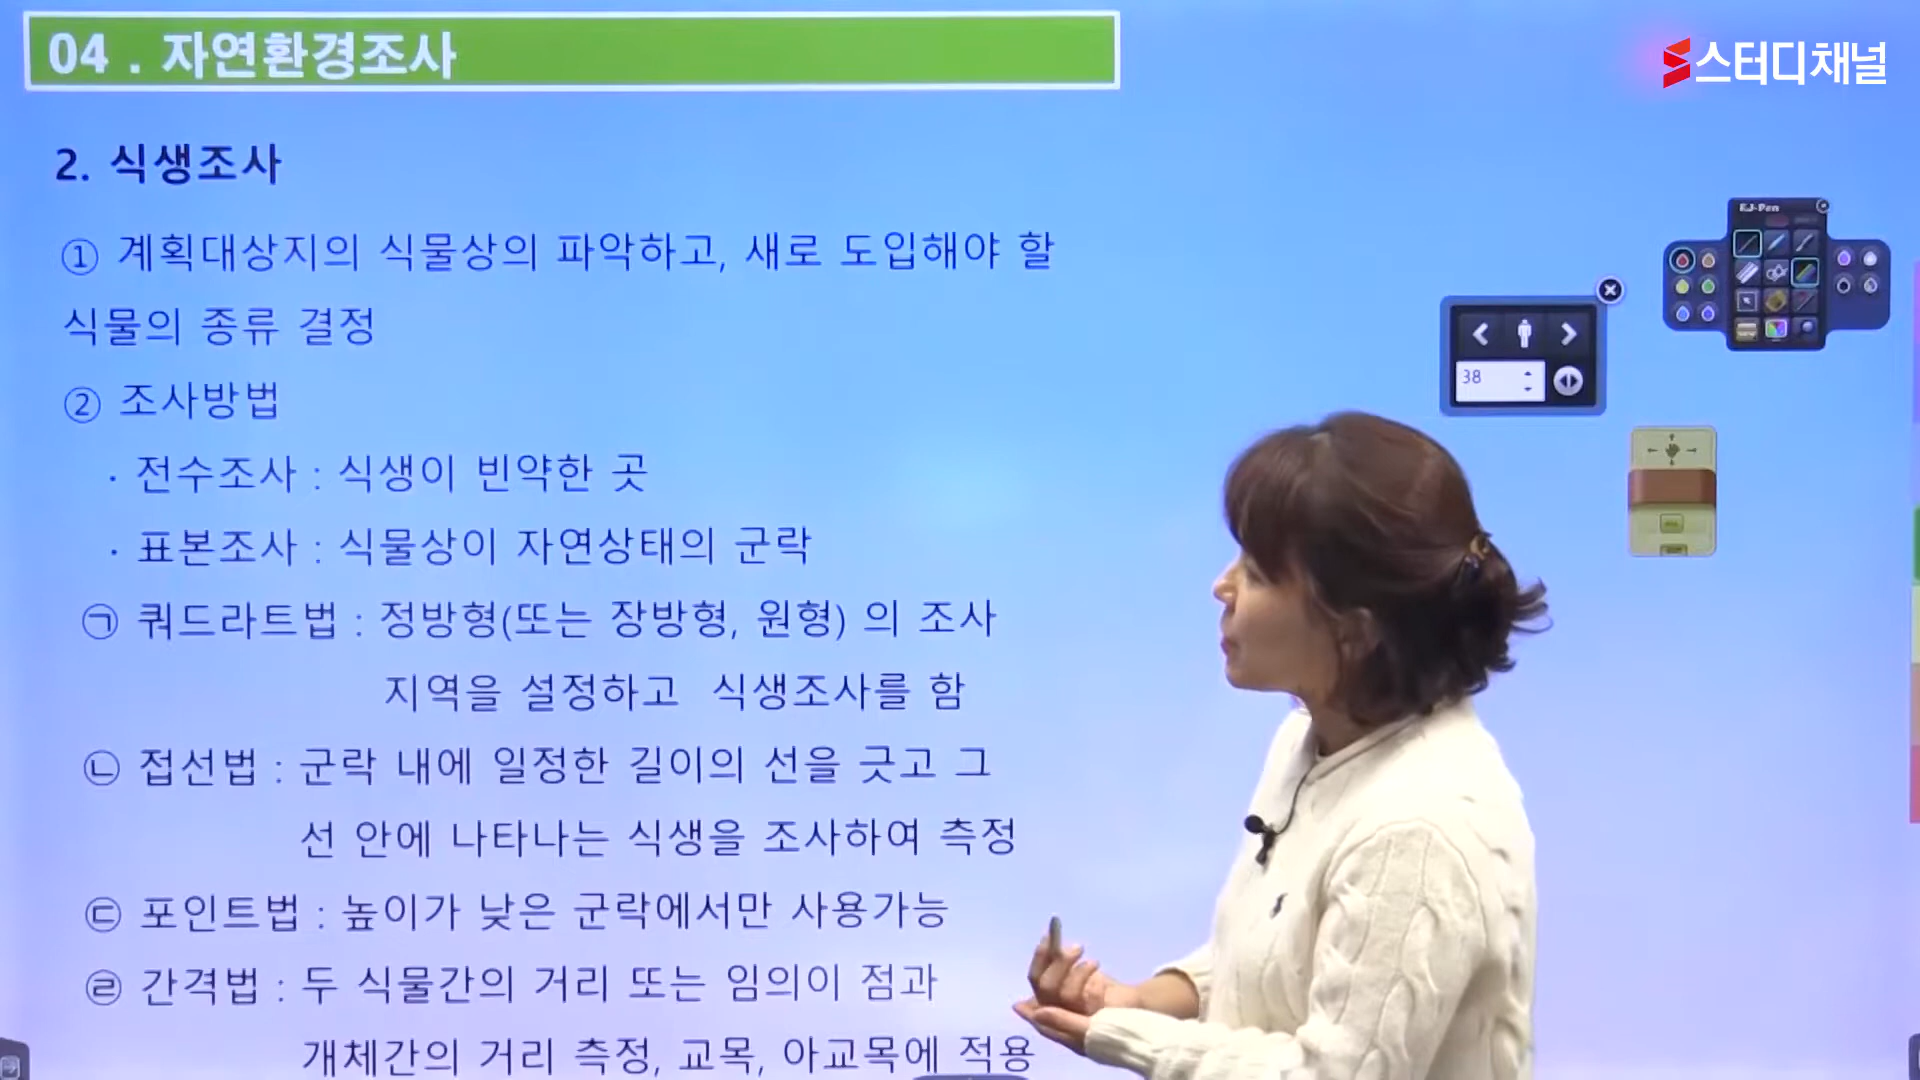 04 . 자연환경조사
스터디채널
2. 식생조사
① 계획대상지의 식물상의 파악하고, 새로 도입해야 할
식물의 종류 결정
② 조사방법
· 전수조사 : 식생이 빈약한 곳
· 표본조사 : 식물상이 자연상태의 군락
㉠ 쿼드라트법 : 정방형(또는 장방형, 원형) 의 조사
지역을 설정하고 식생조사를 함
㉡ 접선법 : 군락 내에 일정한 길이의 선을 긋고 그
선 안에 나타나는 식생을 조사하여 측정
㉢ 포인트법 : 높이가 낮은 군락에서만 사용가능
㉣ 간격법 : 두 식물간의 거리 또는 임의이 점과
개체간의 거리 측정, 교목, 아교목에 적용
EJ-Pen
38